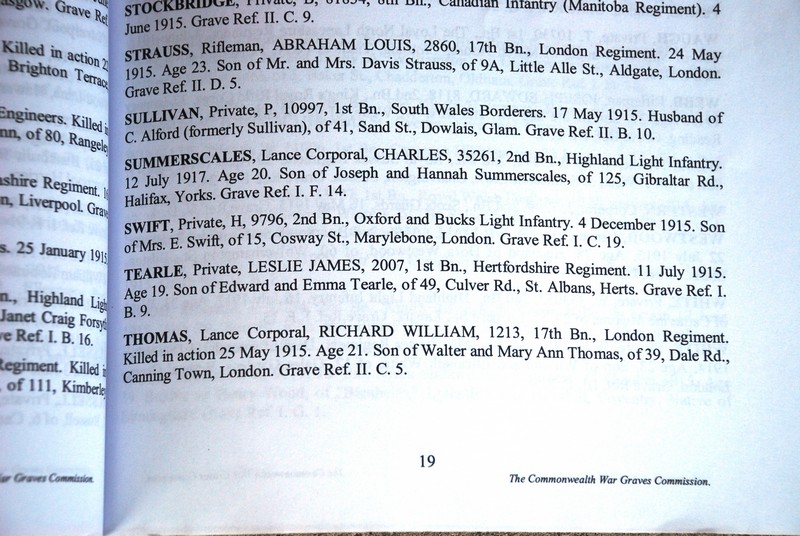 STOCKBRIDGE, Private, 8th Bn., Canadian Infantry (Manitoba Regiment). 4
June 1915. Grave Ref. II. C. 9.
STRAUSS, Rifleman, ABRAHAM LOUIS, 2860, 17th Bn., London Regiment. 24 May
1915. Age 23. Son of Mr. and Mrs. Davis Strauss, of 9A, Little Alle St., Aldgate, London.
Grave Ref. II. D. 5.
SULLIVAN, Private, P, 10997, 1st Bn., South Wales Borderers. 17 May 1915. Husband of
C. Alford (formerly Sullivan), of 41, Sand St., Dowlais, Glam. Grave Ref. II. B. 10.
SUMMERSCALES, Lance Corporal, CHARLES, 35261, 2nd Bn., Highland Light Infantry.
12 July 1917. Age 20. Son of Joseph and Hannah Summerscales, of 125, Gibraltar Rd.,
Halifax, Yorks. Grave Ref. I. F. 14.
SWIFT, Private, H, 9796, 2nd Bn., Oxford and Bucks Light Infantry. 4 December 1915. Son
of Mrs. E. Swift, of 15, Cosway St., Marylebone, London. Grave Ref. I. C. 19.
TEARLE, Private, LESLIE JAMES, 2007, 1st Bn., Hertfordshire Regiment. 11 July 1915.
Age 19. Son of Edward and Emma Tearle, of 49, Culver Rd., St. Albans, Herts. Grave Ref. I.
B. 9.
THOMAS, Lance Corporal, RICHARD WILLIAM, 1213, 17th Bn., London Regiment.
Killed in action 25 May 1915. Age 21. Son of Walter and Mary Ann Thomas, of 39, Dale Rd.,
Canning Town, London. Grave Ref. II. C. 5.
19
The Commonwealth War Graves Commission.
Grave Ref
Killed in action
Brighton
Engineers. Killed
of 80,
Regiment.
Liverpool.
s. 25 January
Highland
Janet Craig
Ref. I. B. 16.
Regiment. Killed
of 111,
War Graves Commission.